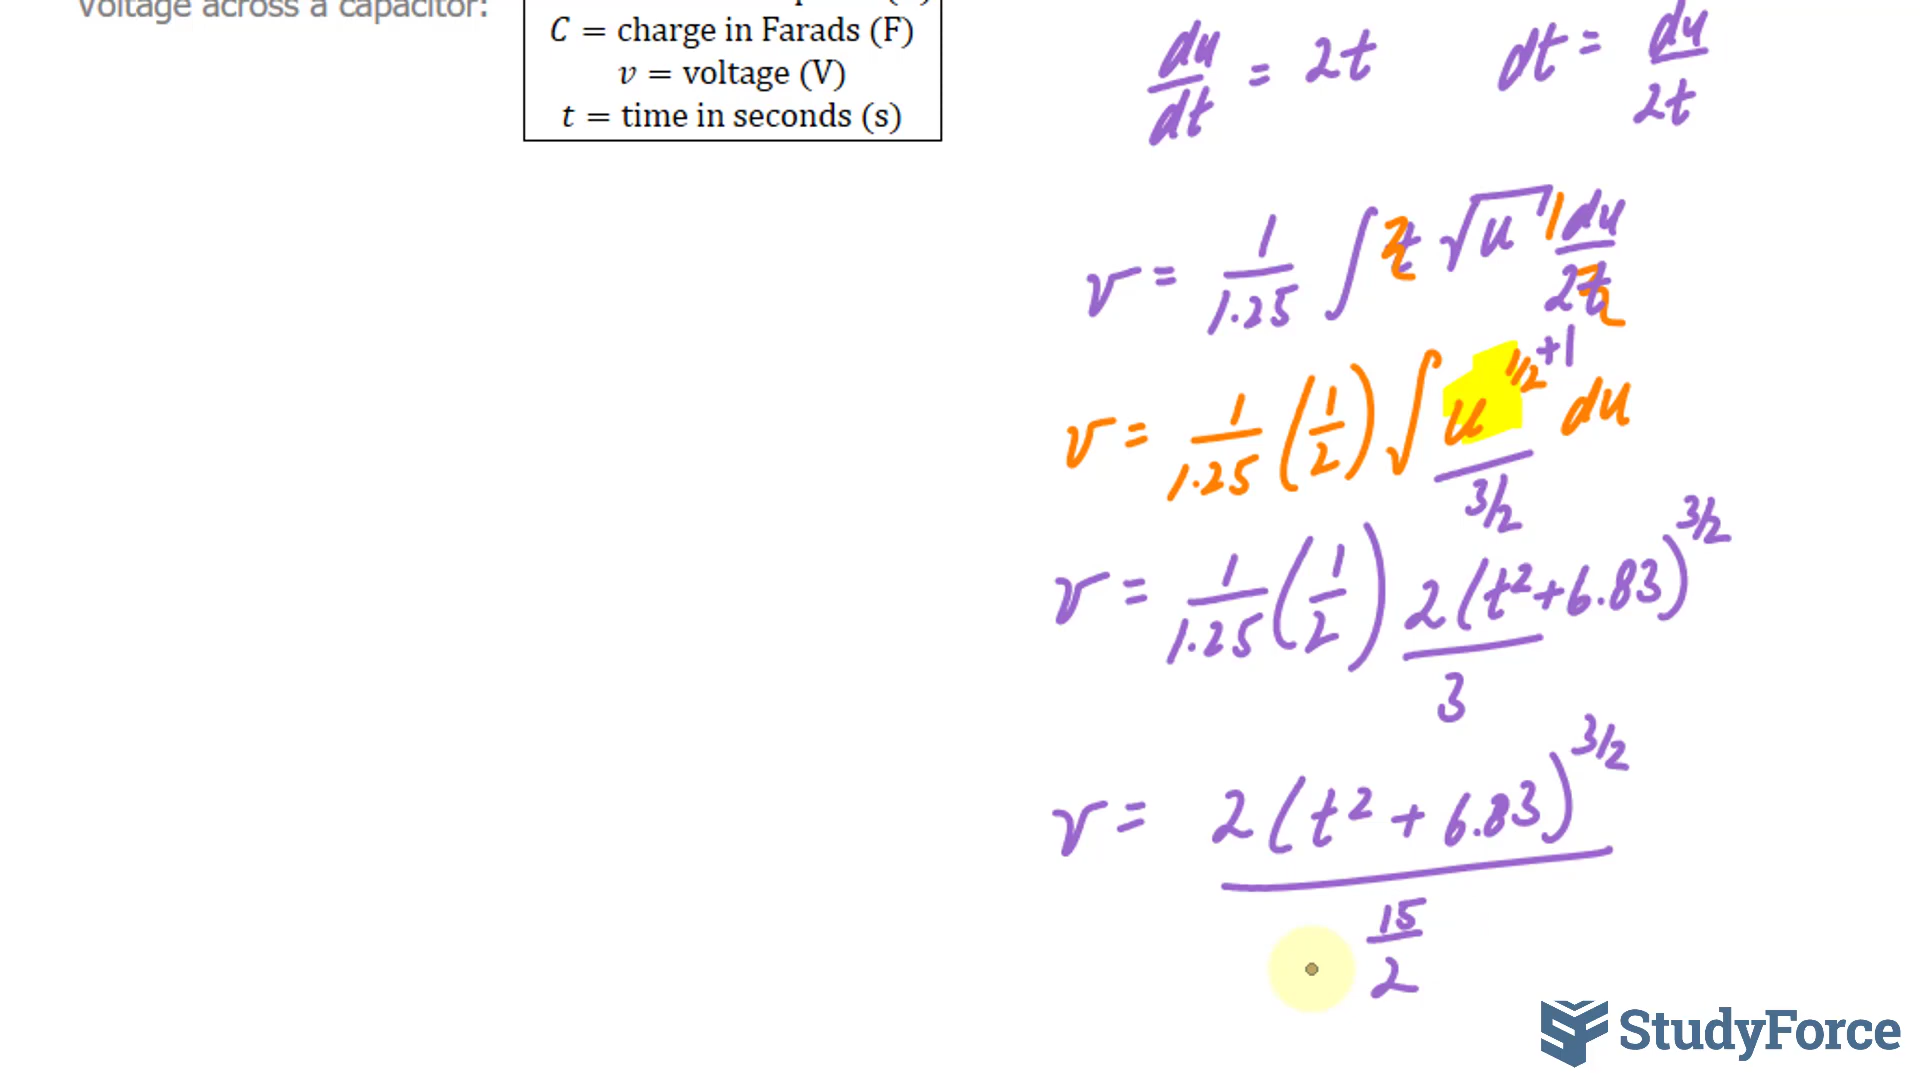 Voltage across a capacitor:
C = charge in Farads (F)
v = voltage (V)
t = time in seconds (s)
du/dt = 2t dt = du/2t
v = 1/1.25 ∫ t √u 1 du/2t
v = 1/1.25 (1/2) ∫ u^1/2 +1 / 3/2 du
v = 1/1.25 (1/2) 2(t² + 6.83)^3/2 / 3
v = 2(t² + 6.83)^3/2 / 15/2
StudyForce